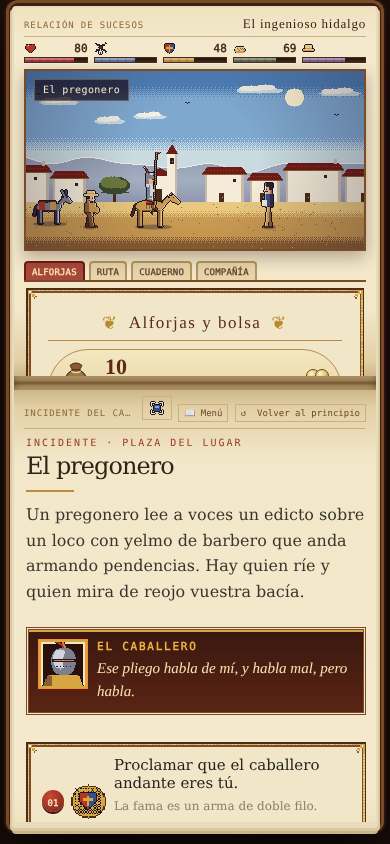 RELACIÓN DE SUCESOS
El ingenioso hidalgo
80
48
69
El pregonero
ALFORJAS
RUTA
CUADERNO
COMPAÑÍA
Alforjas y bolsa
10
INCIDENTE DEL CA…
Menú
↺ Volver al principio
INCIDENTE · PLAZA DEL LUGAR
El pregonero
Un pregonero lee a voces un edicto sobre
un loco con yelmo de barbero que anda
armando pendencias. Hay quien ríe y
quien mira de reojo vuestra bacía.
EL CABALLERO
Ese pliego habla de mí, y habla mal, pero
habla.
Proclamar que el caballero
andante eres tú.
01
La fama es un arma de doble filo.